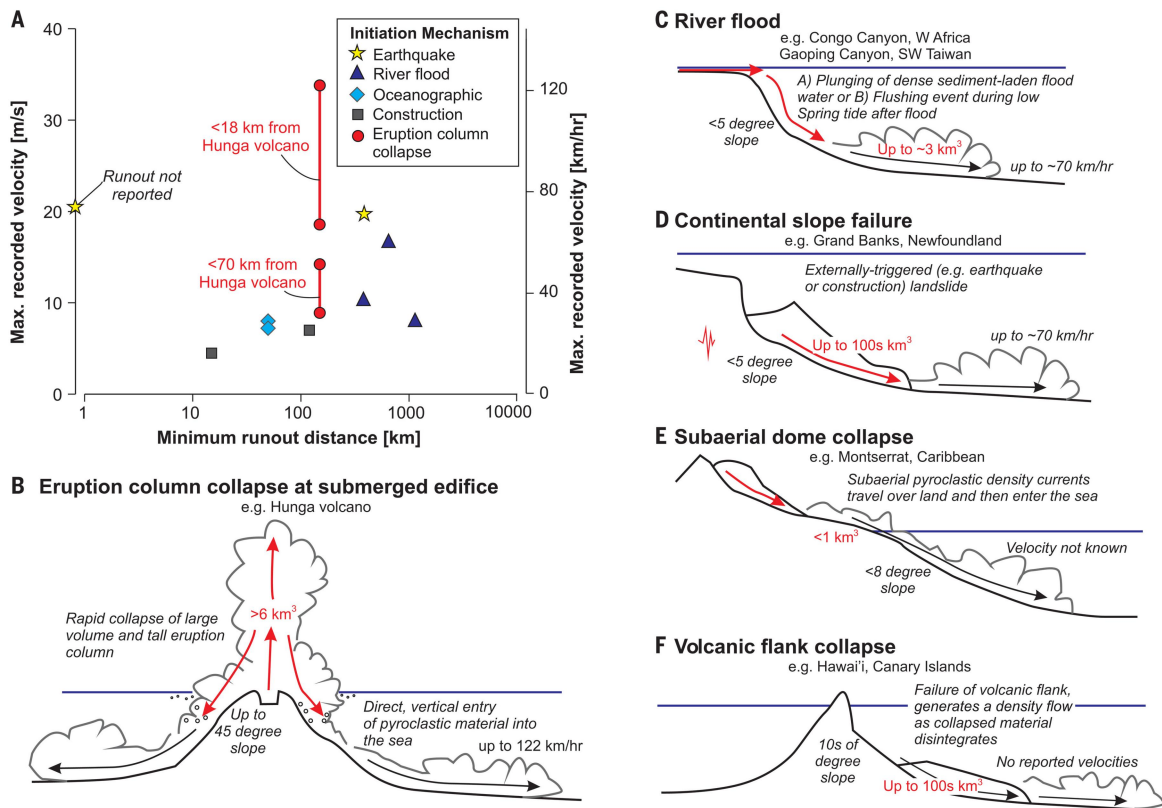 A
40
30
20
10
0
Max. recorded velocity [m/s]
1
10
100
1000
10000
Minimum runout distance [km]
120
80
40
0
Max. recorded velocity [km/hr]
Initiation Mechanism
Earthquake
River flood
Oceanographic
Construction
Eruption column
collapse
<18 km from
Hunga volcano
Runout not
reported
<70 km from
Hunga volcano
B Eruption column collapse at submerged edifice
e.g. Hunga volcano
>6 km³
Rapid collapse of large
volume and tall eruption
column
Up to
45 degree
slope
Direct, vertical entry
of pyroclastic material into
the sea
up to 122 km/hr
C River flood
e.g. Congo Canyon, W Africa
Gaoping Canyon, SW Taiwan
A) Plunging of dense sediment-laden flood
water or B) Flushing event during low
Spring tide after flood
<5 degree
slope
Up to ~3 km³
up to ~70 km/hr
D Continental slope failure
e.g. Grand Banks, Newfoundland
Externally-triggered (e.g. earthquake
or construction) landslide
up to ~70 km/hr
Up to 100s km³
<5 degree
slope
E Subaerial dome collapse
e.g. Montserrat, Caribbean
Subaerial pyroclastic density currents
travel over land and then enter the sea
<1 km³
Velocity not known
<8 degree
slope
F Volcanic flank collapse
e.g. Hawai'i, Canary Islands
Failure of volcanic flank,
generates a density flow
as collapsed material
disintegrates
10s of
degree
slope
No reported velocities
Up to 100s km³